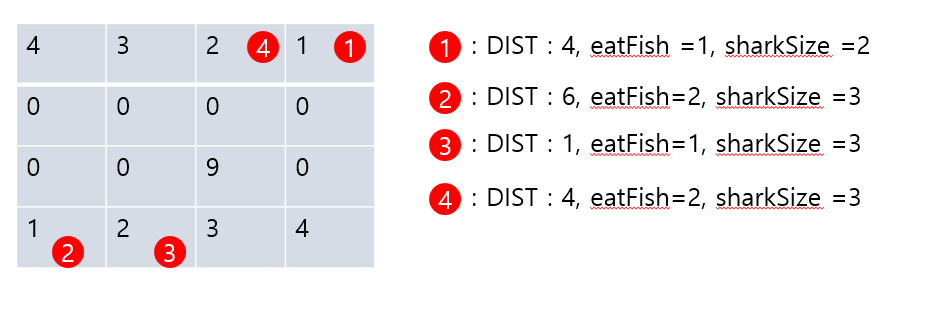 4 3 2 4 1 1
0 0 0 0
0 0 9 0
1 2 2 3 3 4
1 : DIST : 4, eatFish =1, sharkSize =2
2 : DIST : 6, eatFish=2, sharkSize =3
3 : DIST : 1, eatFish=1, sharkSize =3
4 : DIST : 4, eatFish=2, sharkSize =3